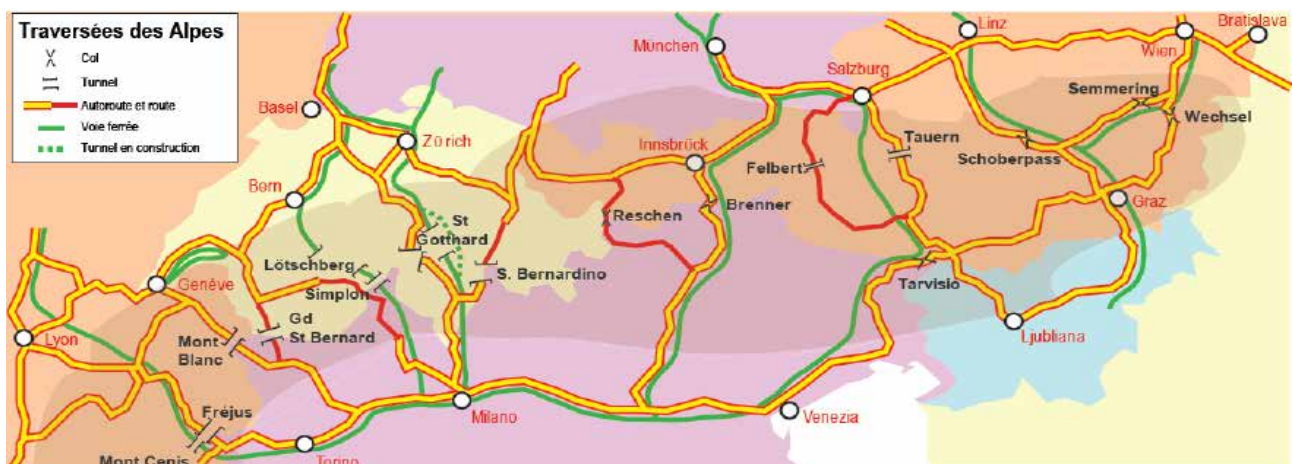 Traversées des Alpes
Col
Tunnel
Autoroute et route
Voie ferrée
Tunnel en construction
Linz
Bratislava
München
Wien
Salzburg
Semmering
Basel
Wechsel
Zürich
Tauern
Innsbrück
Schoberpass
Felbert
Bern
Brenner
Graz
Reschen
St
Gotthard
Lötschberg
S. Bernardino
Genéve
Simplon
Tarvisio
Gd
St Bernard
Lyon
Mont
Blanc
Ljubliana
Fréjus
Milano
Venezia
Mont Cenis
Torino